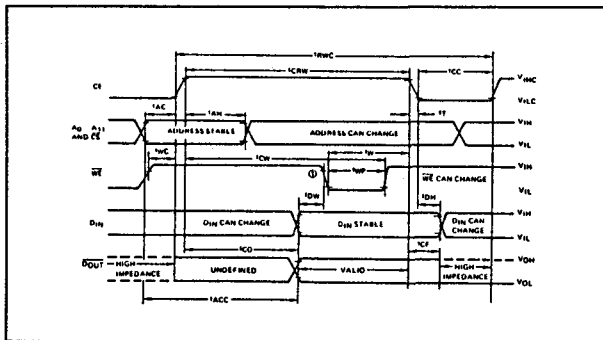 tRWC
tCRW
tCC
CE
VIHC
VILC
tAC
tAH
tT
A0 A11
AND CS
ADDRESS STABLE
ADDRESS CAN CHANGE
VIH
VIL
tWC
tCW
tW
WE
①
tWP
WE CAN CHANGE
VIH
VIL
tDW
tDH
DIN
DIN CAN CHANGE
DIN STABLE
DIN CAN CHANGE
VIH
VIL
tCO
tCF
DOUT
HIGH IMPEDANCE
UNDEFINED
VALID
HIGH IMPEDANCE
VOH
VOL
tACC